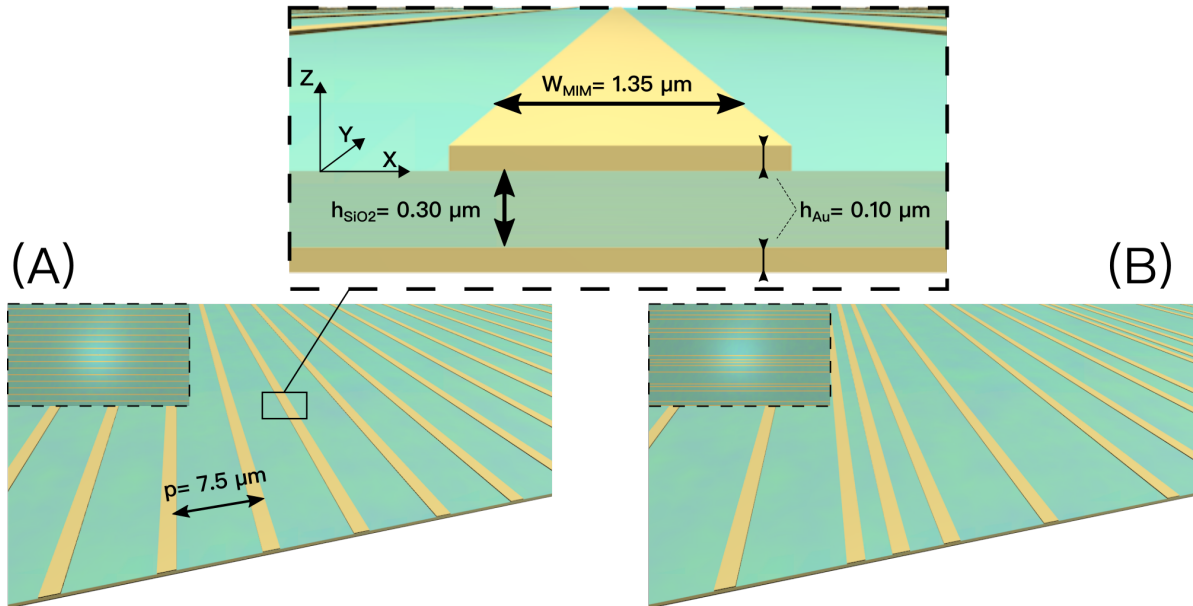 Z
W_MIM= 1.35 µm
Y
X
h_SiO2= 0.30 µm
h_Au= 0.10 µm
(A)
(B)
p= 7.5 µm